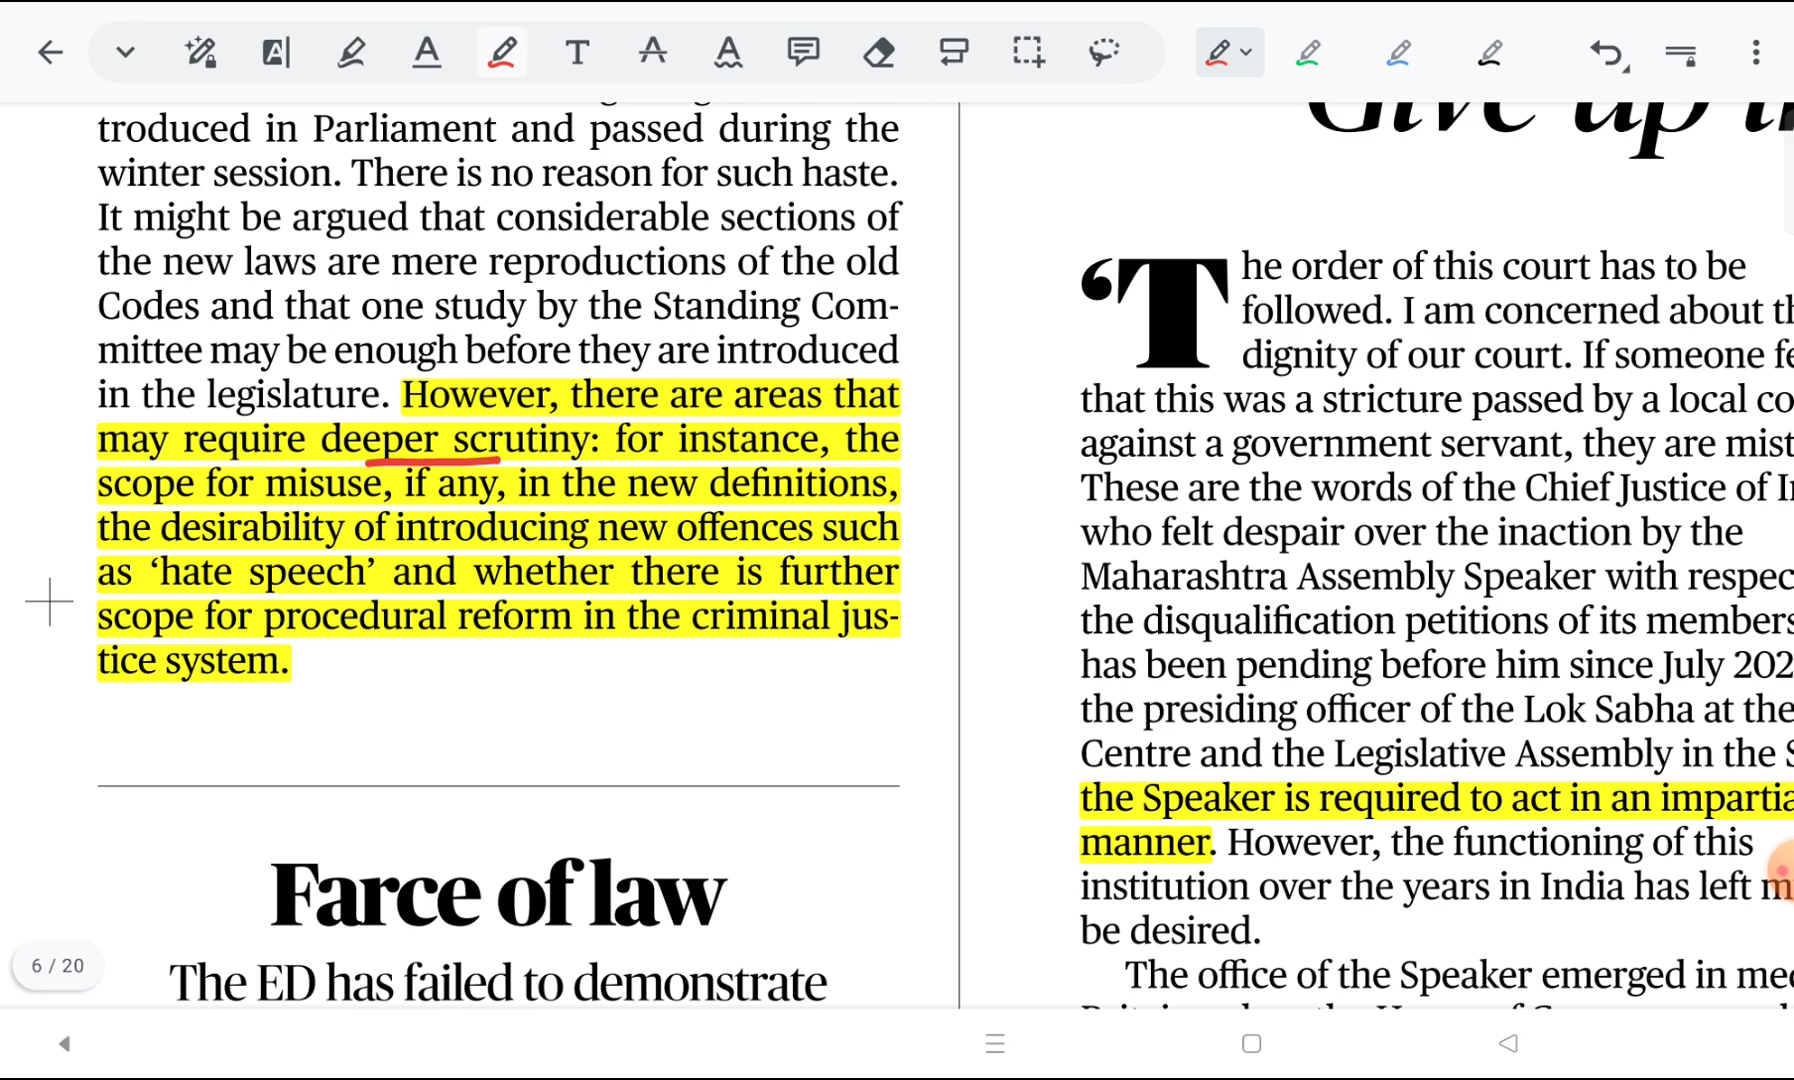 troduced in Parliament and passed during the
winter session. There is no reason for such haste.
It might be argued that considerable sections of
the new laws are mere reproductions of the old
Codes and that one study by the Standing Com-
mittee may be enough before they are introduced
in the legislature. However, there are areas that
may require deeper scrutiny: for instance, the
scope for misuse, if any, in the new definitions,
the desirability of introducing new offences such
as ‘hate speech’ and whether there is further
scope for procedural reform in the criminal jus-
tice system.
Farce of law
The ED has failed to demonstrate
6 / 20
Give up
‘The order of this court has to be
followed. I am concerned about
dignity of our court. If someone
that this was a stricture passed by a local
against a government servant, they are
These are the words of the Chief Justice of
who felt despair over the inaction by the
Maharashtra Assembly Speaker with
the disqualification petitions of its members
has been pending before him since July
the presiding officer of the Lok Sabha at the
Centre and the Legislative Assembly in the
the Speaker is required to act in an
manner. However, the functioning of this
institution over the years in India has left
be desired.
The office of the Speaker emerged in